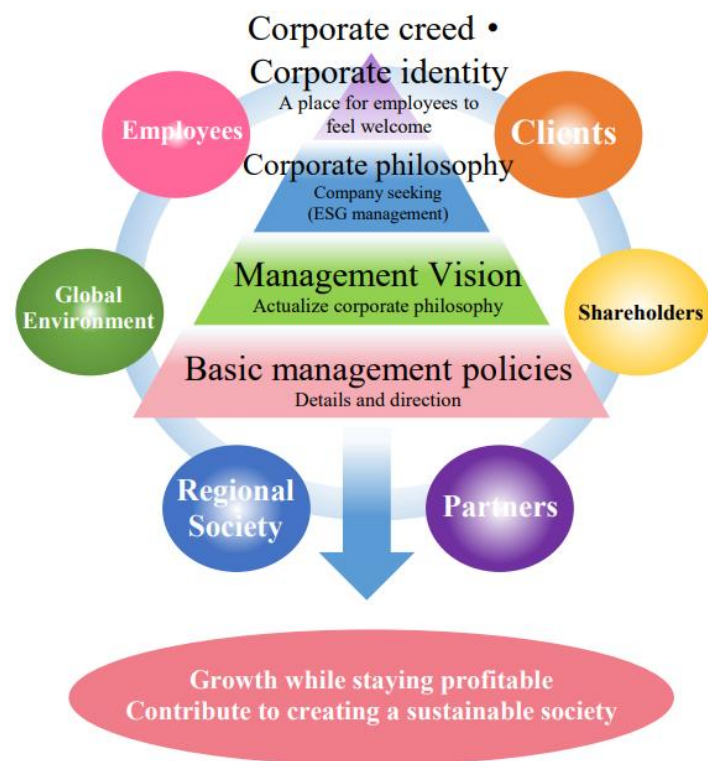 Corporate creed・
Corporate identity
A place for employees to
feel welcome
Employees
Clients
Corporate philosophy
Company seeking
(ESG management)
Global
Environment
Management Vision
Actualize corporate philosophy
Shareholders
Basic management policies
Details and direction
Regional
Society
Partners
Growth while staying profitable
Contribute to creating a sustainable society